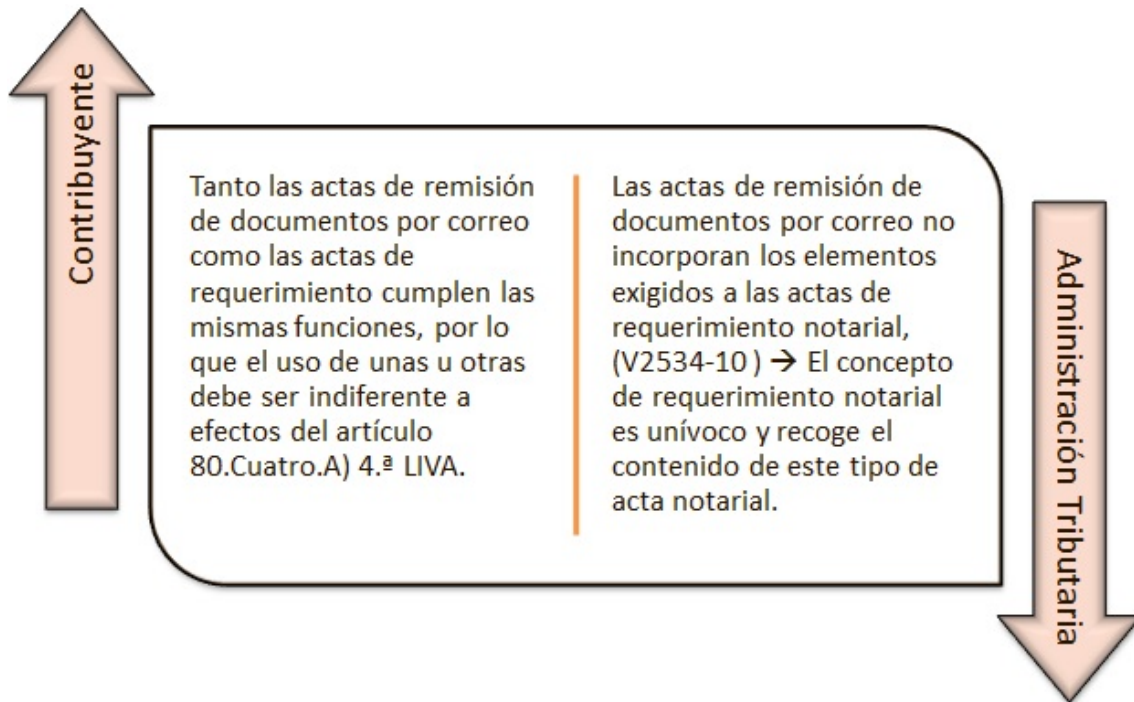 Contribuyente
Tanto las actas de remisión
de documentos por correo
como las actas de
requerimiento cumplen las
mismas funciones, por lo
que el uso de unas u otras
debe ser indiferente a
efectos del artículo
80.Cuatro.A) 4.ª LIVA.
Las actas de remisión de
documentos por correo no
incorporan los elementos
exigidos a las actas de
requerimiento notarial,
(V2534-10 ) → El concepto
de requerimiento notarial
es unívoco y recoge el
contenido de este tipo de
acta notarial.
Administración Tributaria